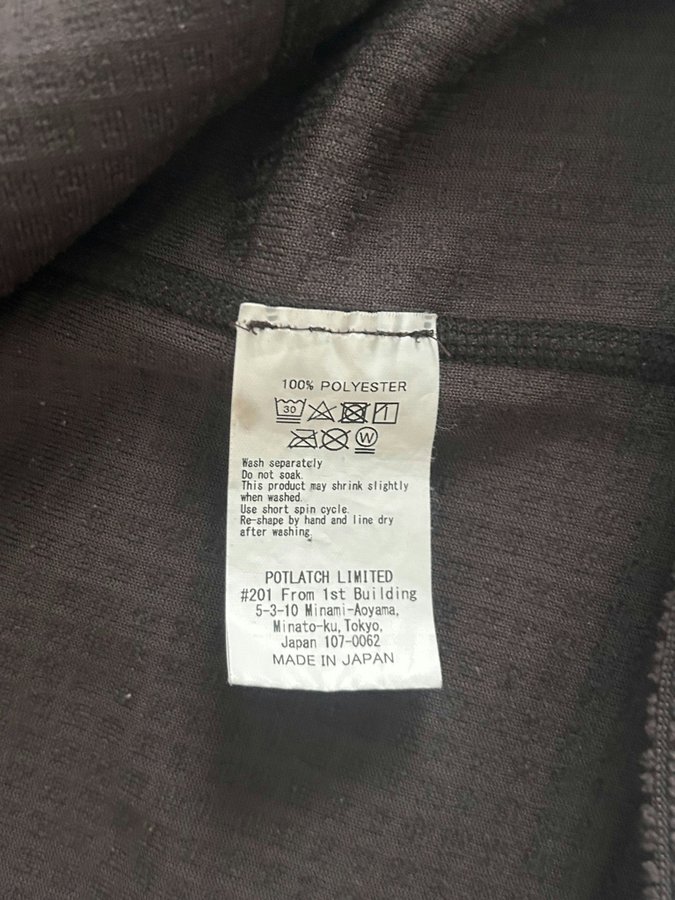 100% POLYESTER
30
W
Wash separately
Do not soak.
This product may shrink slightly
when washed.
Use short spin cycle.
Re-shape by hand and line dry
after washing.
POTLATCH LIMITED
#201 From 1st Building
5-3-10 Minami-Aoyama,
Minato-ku, Tokyo,
Japan 107-0062
MADE IN JAPAN